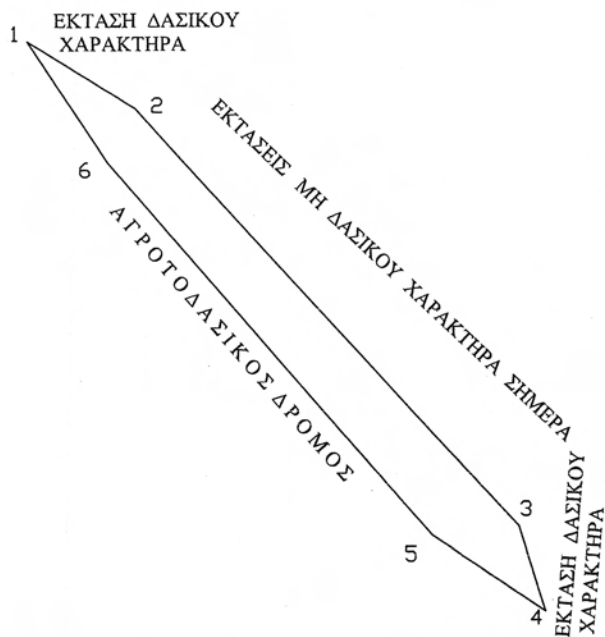 ΕΚΤΑΣΗ ΔΑΣΙΚΟΥ
ΧΑΡΑΚΤΗΡΑ
1
2
ΕΚΤΑΣΕΙΣ ΜΗ ΔΑΣΙΚΟΥ ΧΑΡΑΚΤΗΡΑ ΣΗΜΕΡΑ
6
ΑΓΡΟΤΟΔΑΣΙΚΟΣ ΔΡΟΜΟΣ
3
5
4
ΕΚΤΑΣΗ ΔΑΣΙΚΟΥ
ΧΑΡΑΚΤΗΡΑ